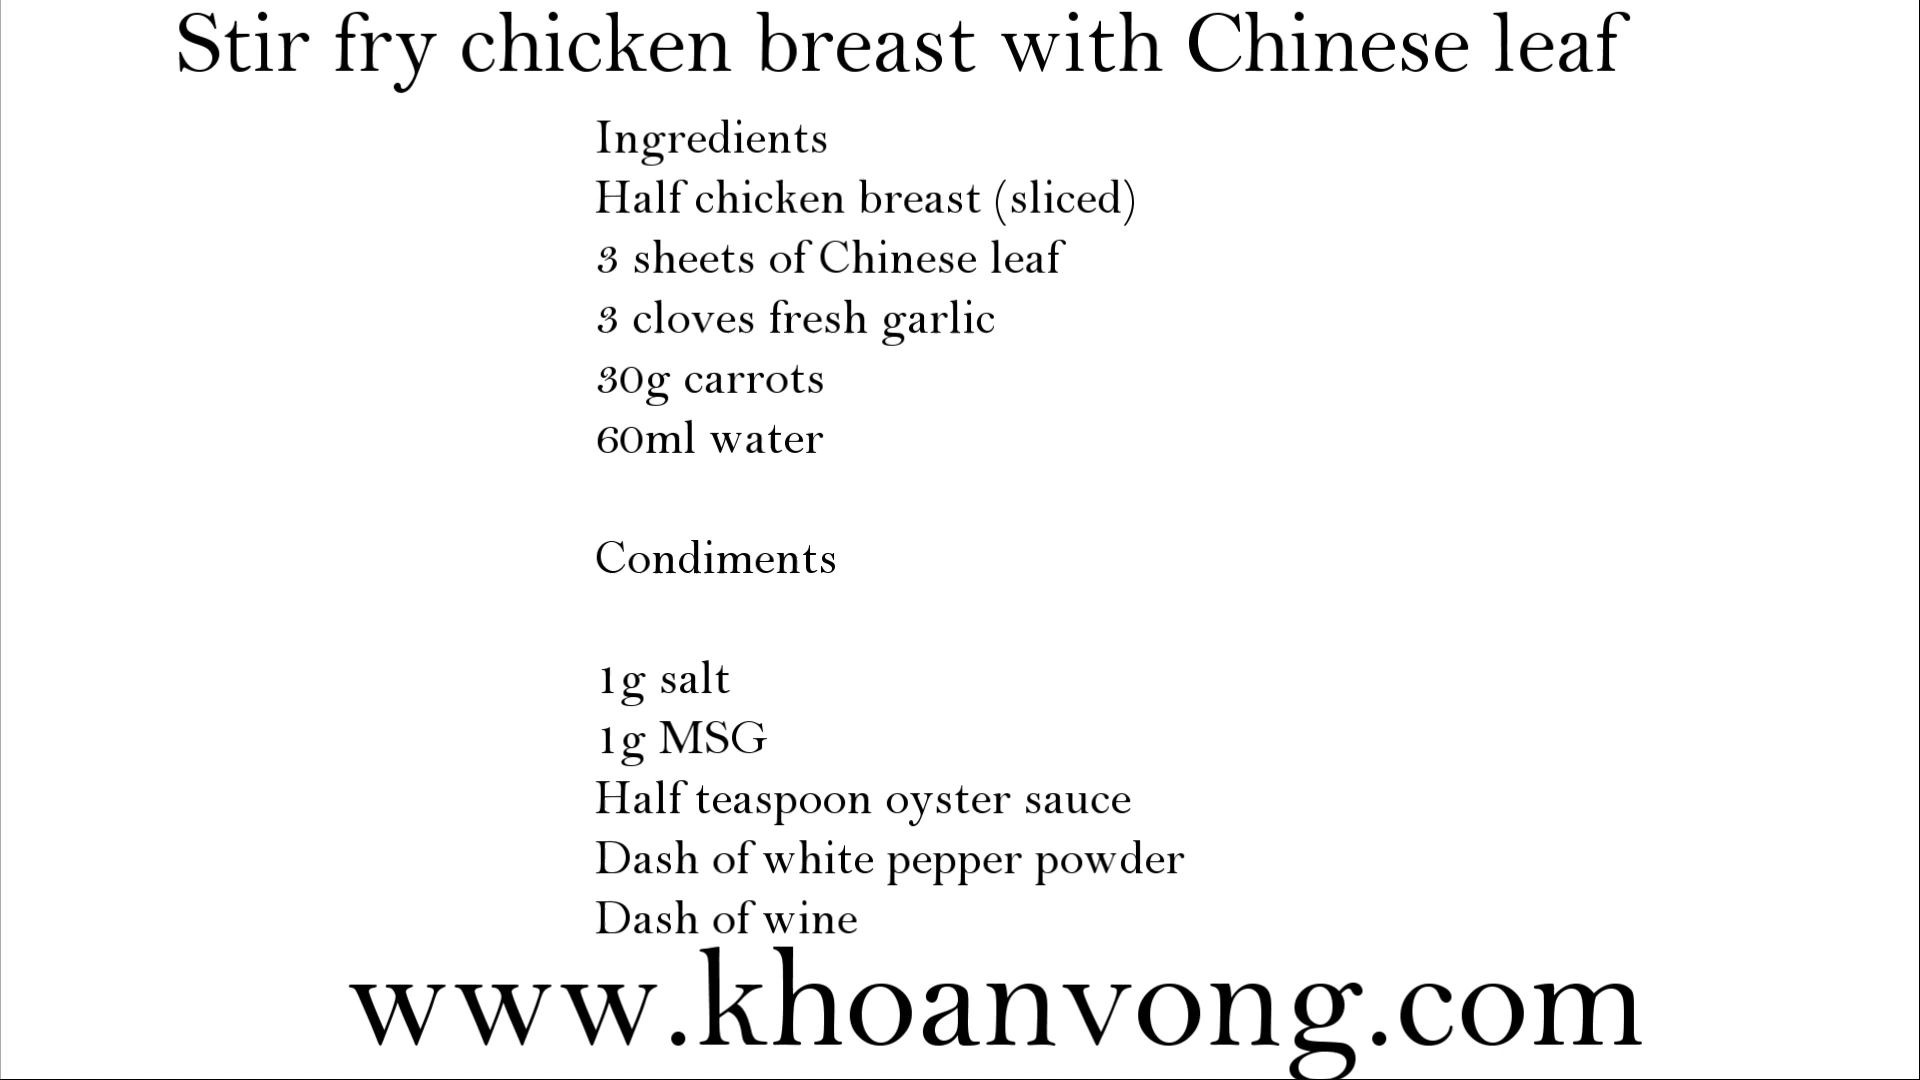 Stir fry chicken breast with Chinese leaf
Ingredients
Half chicken breast (sliced)
3 sheets of Chinese leaf
3 cloves fresh garlic
30g carrots
60ml water
Condiments
1g salt
1g MSG
Half teaspoon oyster sauce
Dash of white pepper powder
Dash of wine
www.khoanvong.com